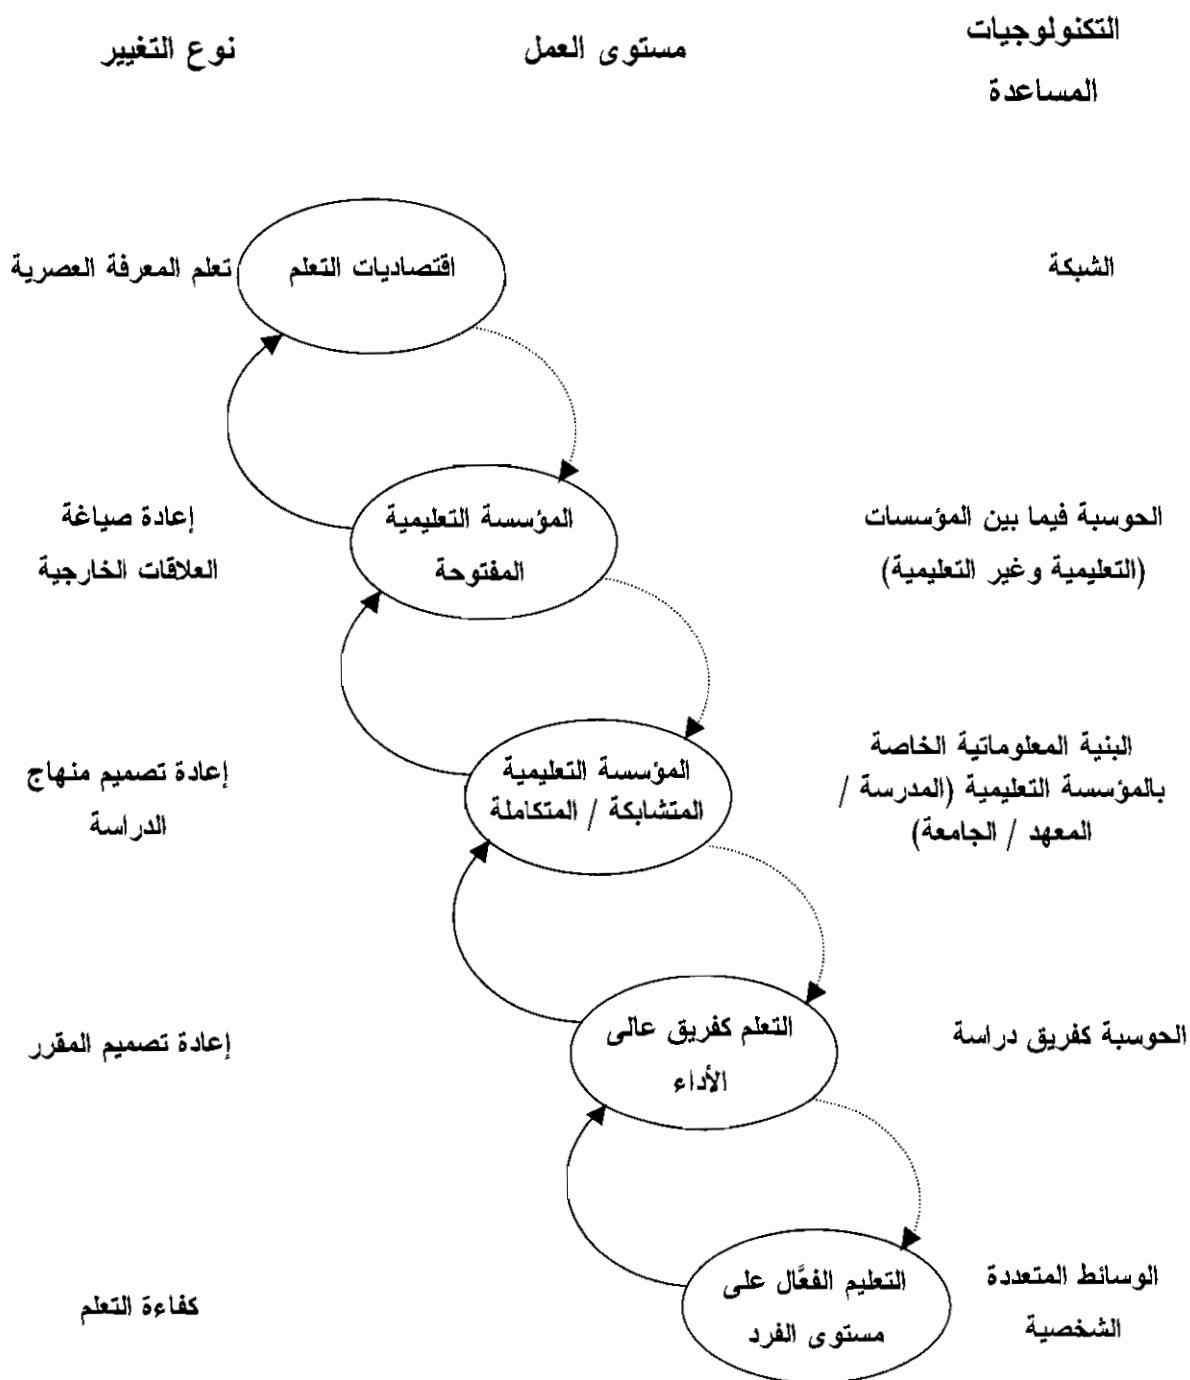 التكنولوجيات
المساعدة
مستوى العمل
نوع التغيير
الشبكة
اقتصاديات التعلم
تعلم المعرفة العصرية
الحوسبة فيما بين المؤسسات
(التعليمية وغير التعليمية)
المؤسسة التعليمية
المفتوحة
إعادة صياغة
العلاقات الخارجية
البنية المعلوماتية الخاصة
بالمؤسسة التعليمية (المدرسة /
المعهد / الجامعة)
المؤسسة التعليمية
المتشابكة / المتكاملة
إعادة تصميم منهاج
الدراسة
الحوسبة كفريق دراسة
التعلم كفريق عالى
الأداء
إعادة تصميم المقرر
الوسائط المتعددة
الشخصية
التعليم الفعَّال على
مستوى الفرد
كفاءة التعلم